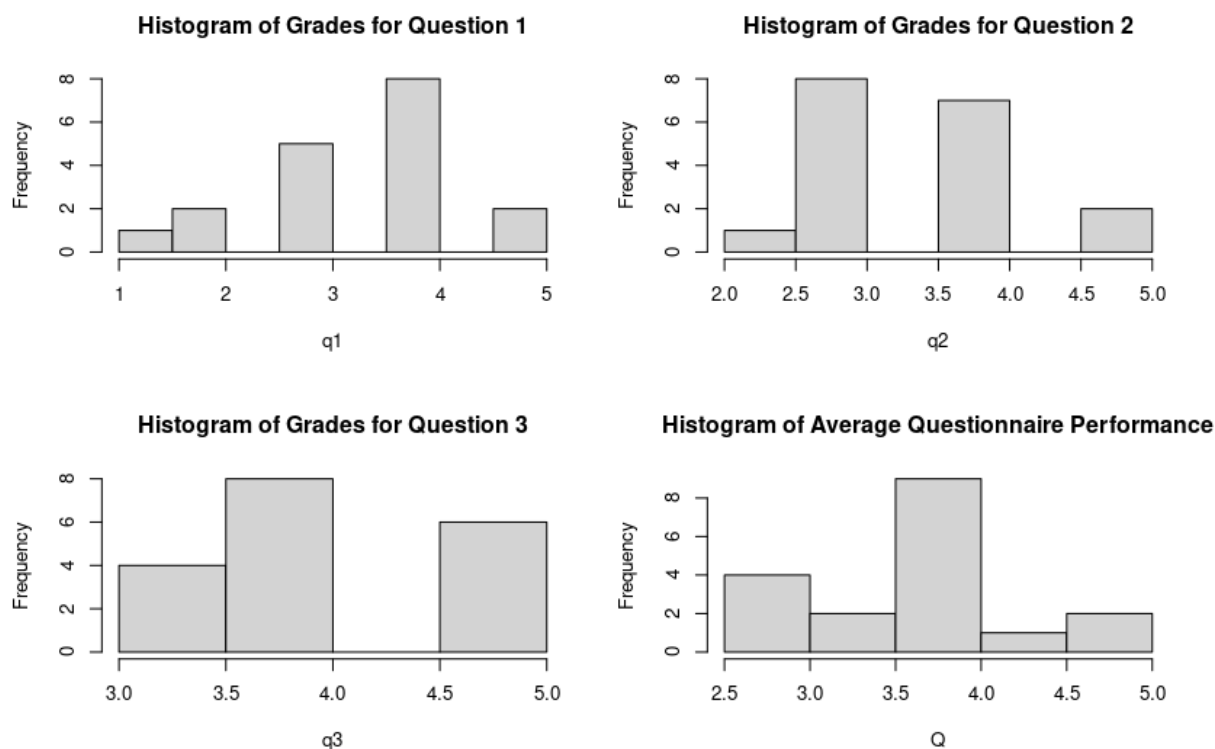 Histogram of Grades for Question 1
Frequency
0 2 4 6 8
1 2 3 4 5
q1
Histogram of Grades for Question 2
Frequency
0 2 4 6 8
2.0 2.5 3.0 3.5 4.0 4.5 5.0
q2
Histogram of Grades for Question 3
Frequency
0 2 4 6 8
3.0 3.5 4.0 4.5 5.0
q3
Histogram of Average Questionnaire Performance
Frequency
0 2 4 6 8
2.5 3.0 3.5 4.0 4.5 5.0
Q